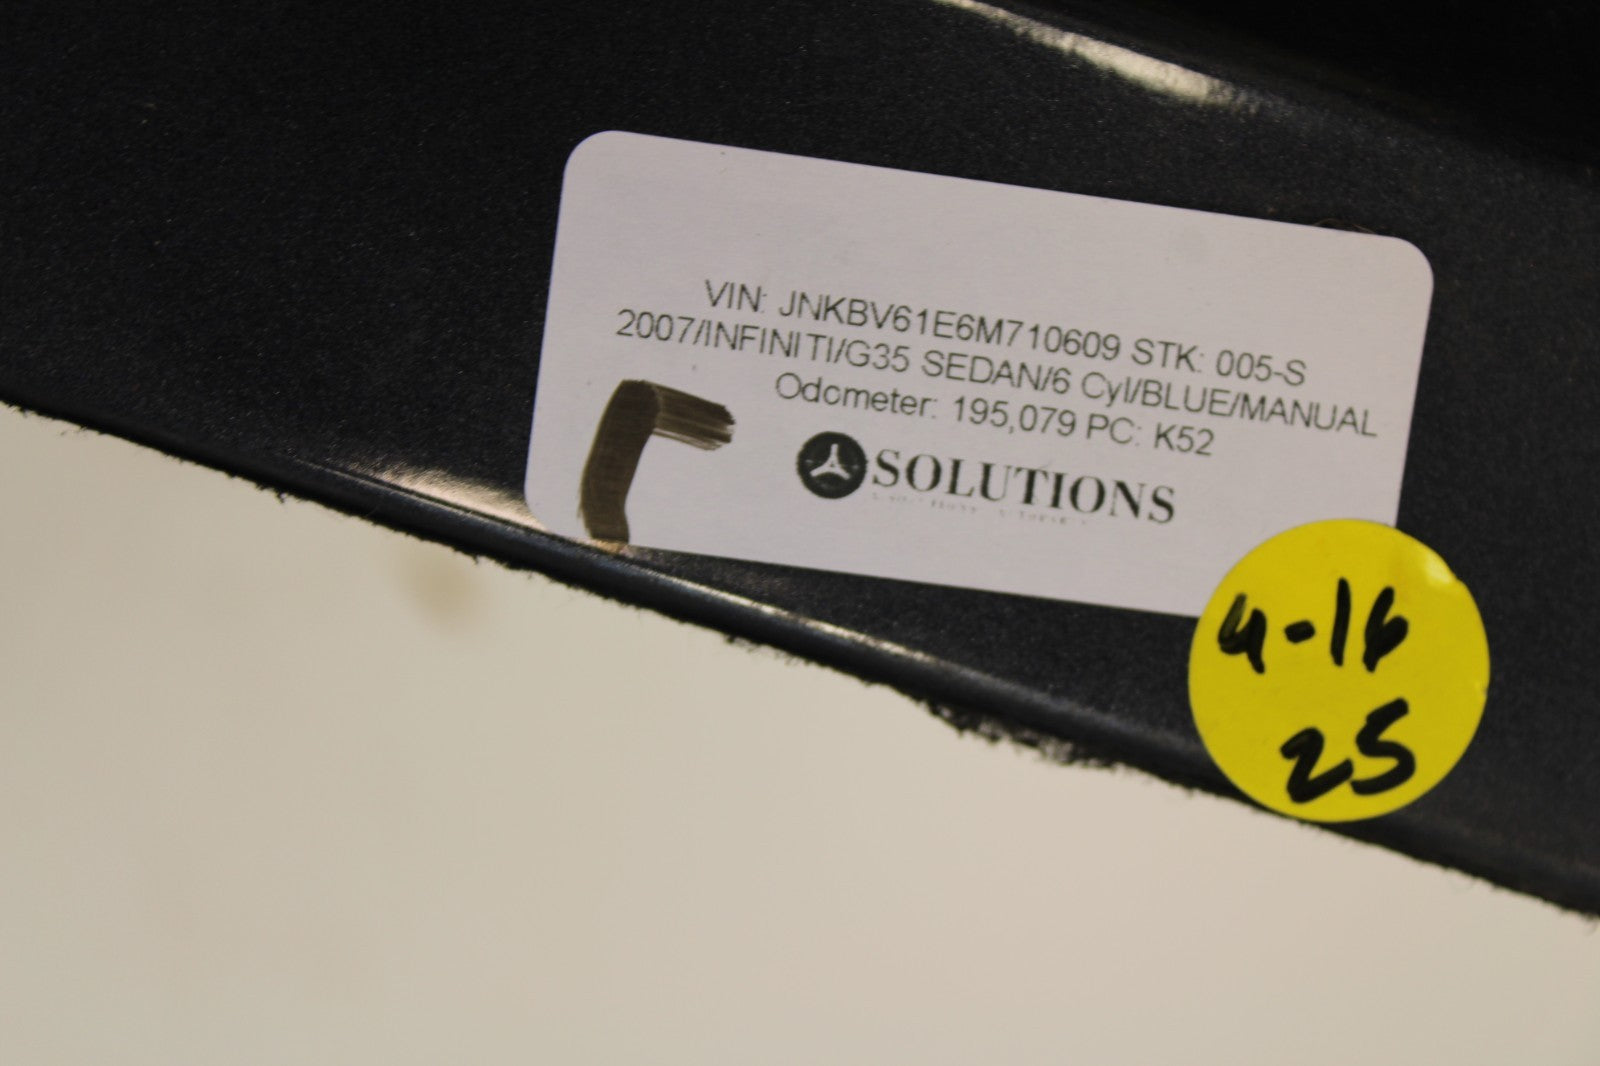 VIN: JNKBV61E6M710609 STK: 005-S
2007/INFINITI/G35 SEDAN/6 Cyl/BLUE/MANUAL
Odometer: 195,079 PC: K52
SOLUTIONS
4-16
25